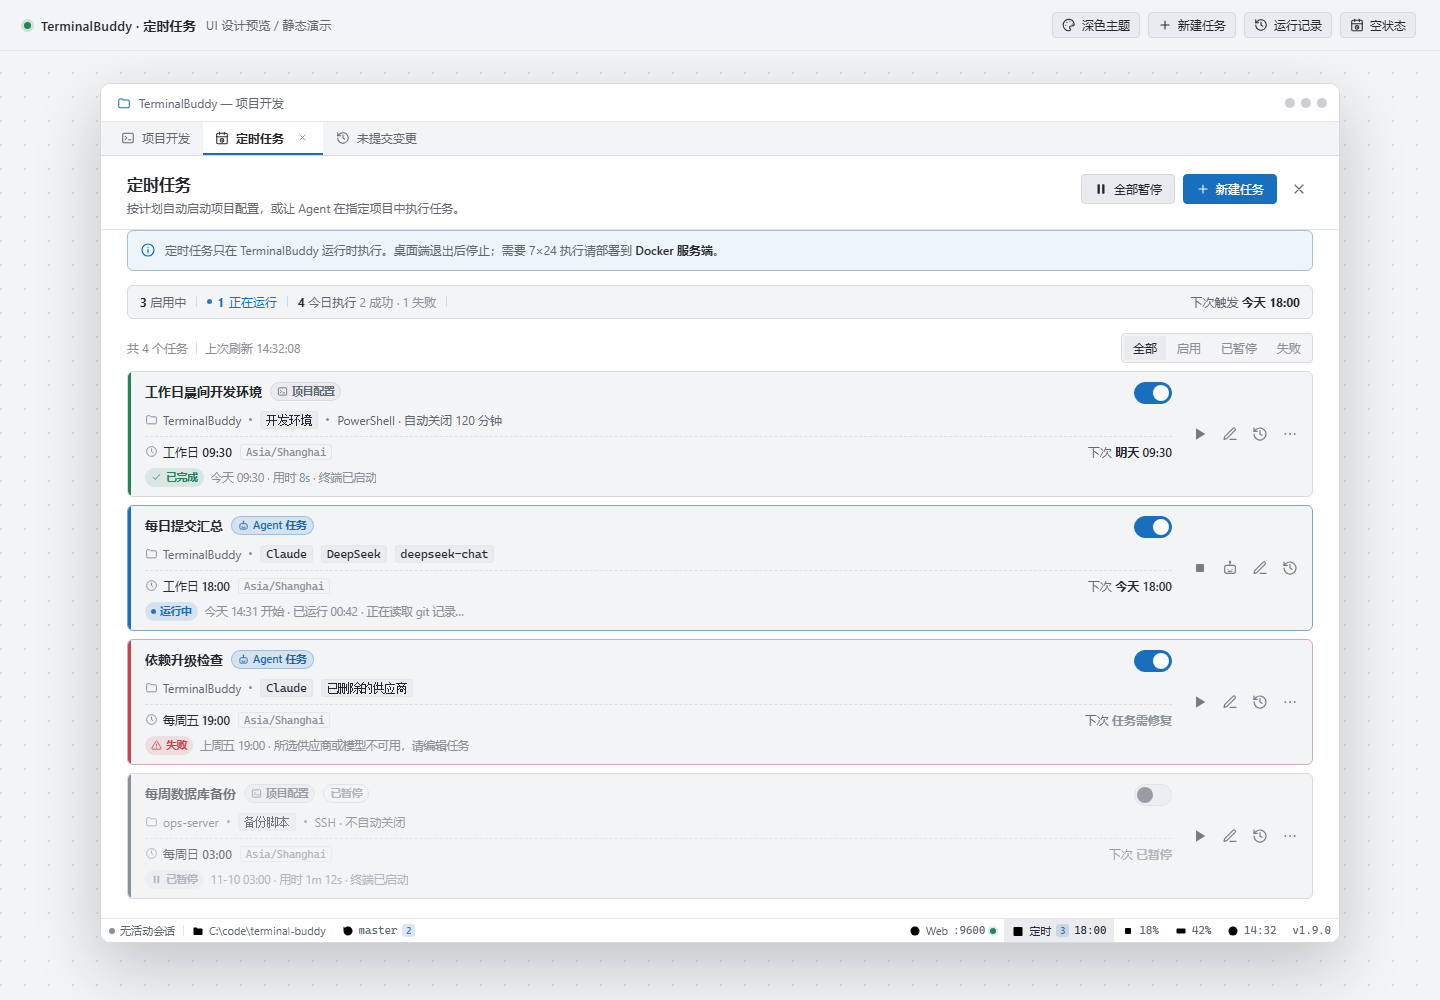 TerminalBuddy · 定时任务 UI 设计预览 / 静态演示
深色主题 新建任务 运行记录 空状态
TerminalBuddy — 项目开发
项目开发 定时任务 未提交变更
定时任务
按计划自动启动项目配置，或让 Agent 在指定项目中执行任务。
全部暂停 新建任务
定时任务只在 TerminalBuddy 运行时执行。桌面端退出后停止；需要 7×24 执行请部署到 Docker 服务端。
3 启用中 1 正在运行 4 今日执行 2 成功 · 1 失败 下次触发 今天 18:00
共 4 个任务 上次刷新 14:32:08 全部 启用 已暂停 失败
工作日晨间开发环境 项目配置
TerminalBuddy • 开发环境 • PowerShell · 自动关闭 120 分钟
工作日 09:30 Asia/Shanghai 下次 明天 09:30
已完成 今天 09:30 · 用时 8s · 终端已启动
每日提交汇总 Agent 任务
TerminalBuddy • Claude DeepSeek deepseek-chat
工作日 18:00 Asia/Shanghai 下次 今天 18:00
运行中 今天 14:31 开始 · 已运行 00:42 · 正在读取 git 记录...
依赖升级检查 Agent 任务
TerminalBuddy • Claude 已删除的供应商
每周五 19:00 Asia/Shanghai 下次 任务需修复
失败 上周五 19:00 · 所选供应商或模型不可用，请编辑任务
每周数据库备份 项目配置 已暂停
ops-server • 备份脚本 • SSH · 不自动关闭
每周日 03:00 Asia/Shanghai 下次 已暂停
已暂停 11-10 03:00 · 用时 1m 12s · 终端已启动
无活动会话 C:\code\terminal-buddy master 2 Web :9600 定时 3 18:00 18% 42% 14:32 v1.9.0